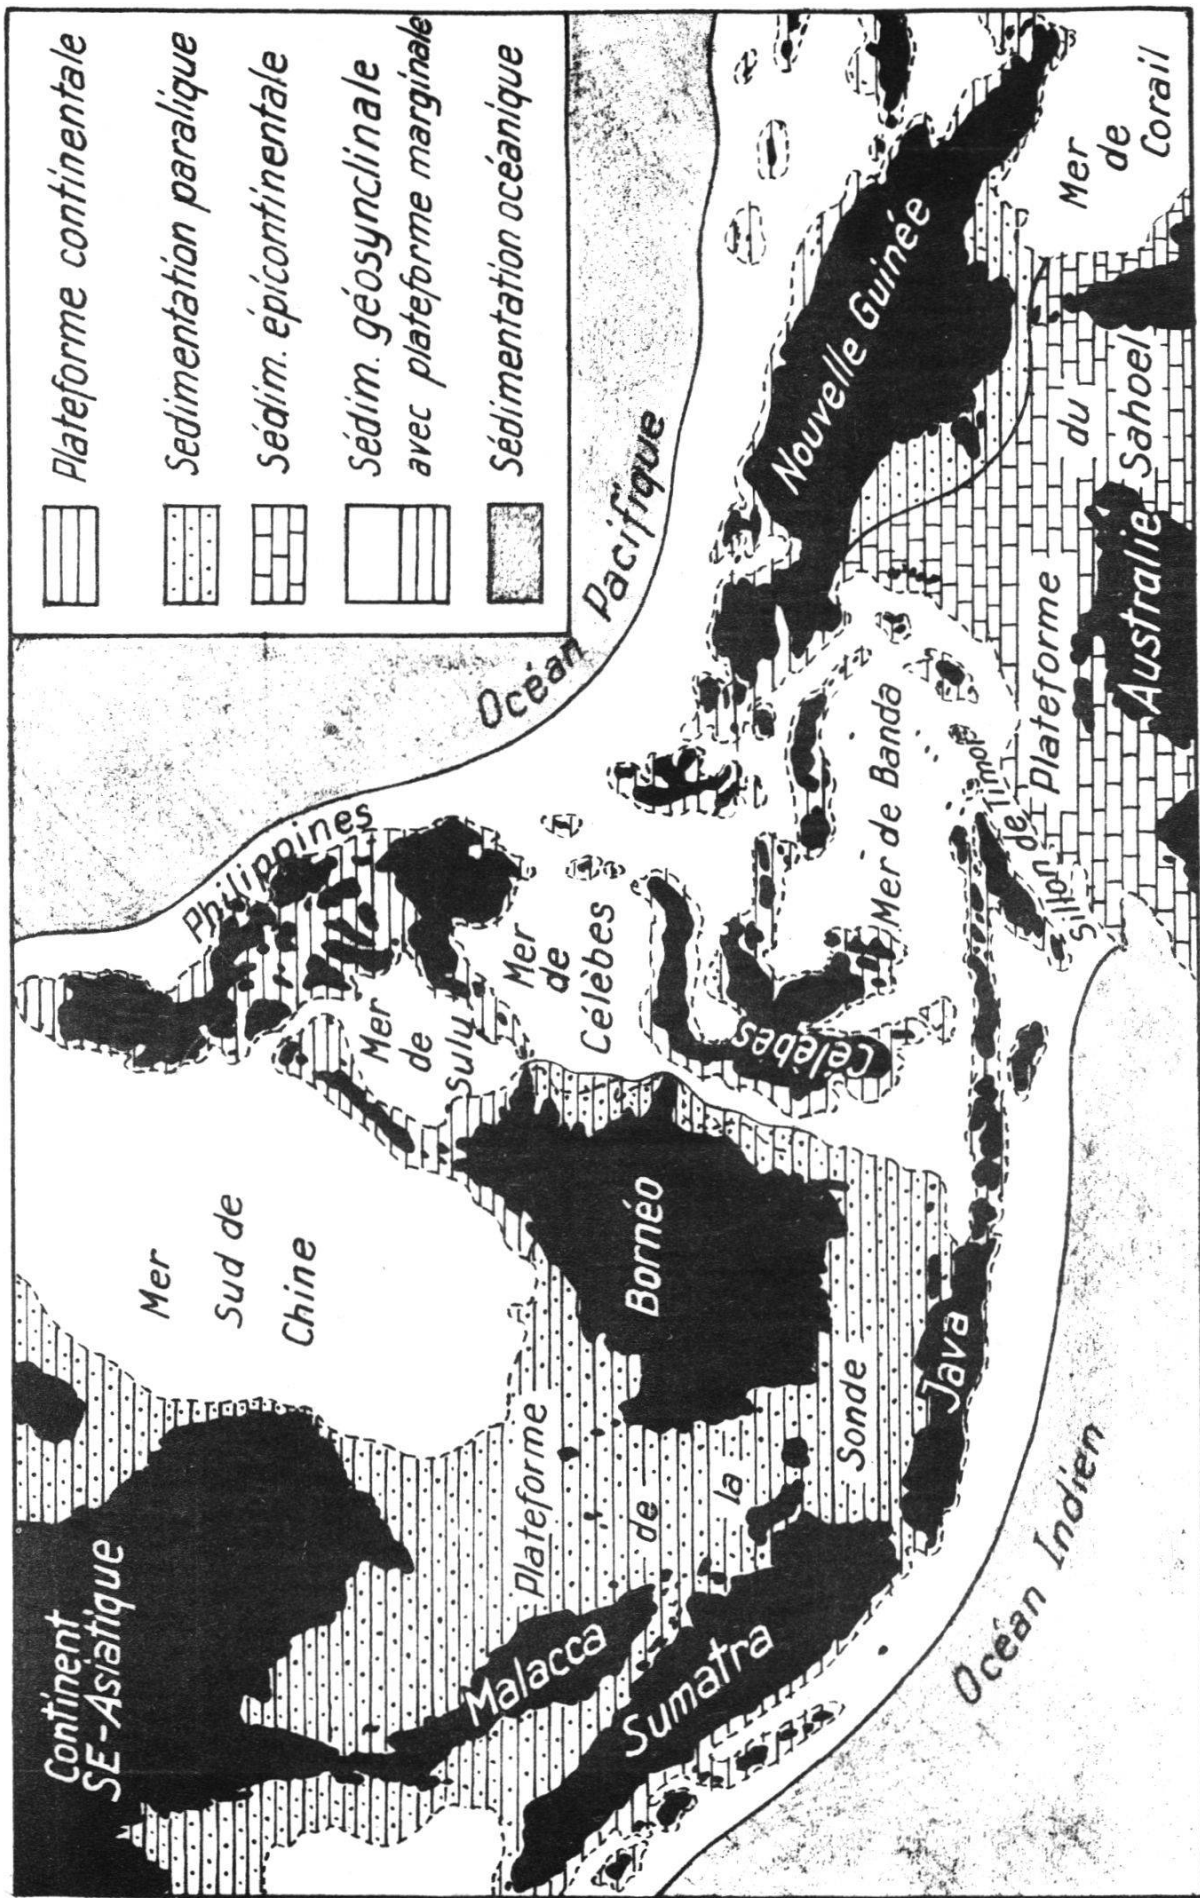 Plateforme continentale
Sedimentation paralique
Sédim. épicontinentale
Sédim. géosynclinale
avec plateforme marginale
Sédimentation océanique
Continent
SE-Asiatique
Mer
Sud de
Chine
Philippines
Océan Pacifique
Mer
de
Sulu
Mer
de
Célèbes
Malacca
Sumatra
Plateforme
de
la
Sonde
Bornéo
Java
Célèbes
Mer de Banda
Sillon de Timor
Nouvelle Guinée
Mer
de
Corail
Plateforme
du
Sahoel
Australie
Océan Indien